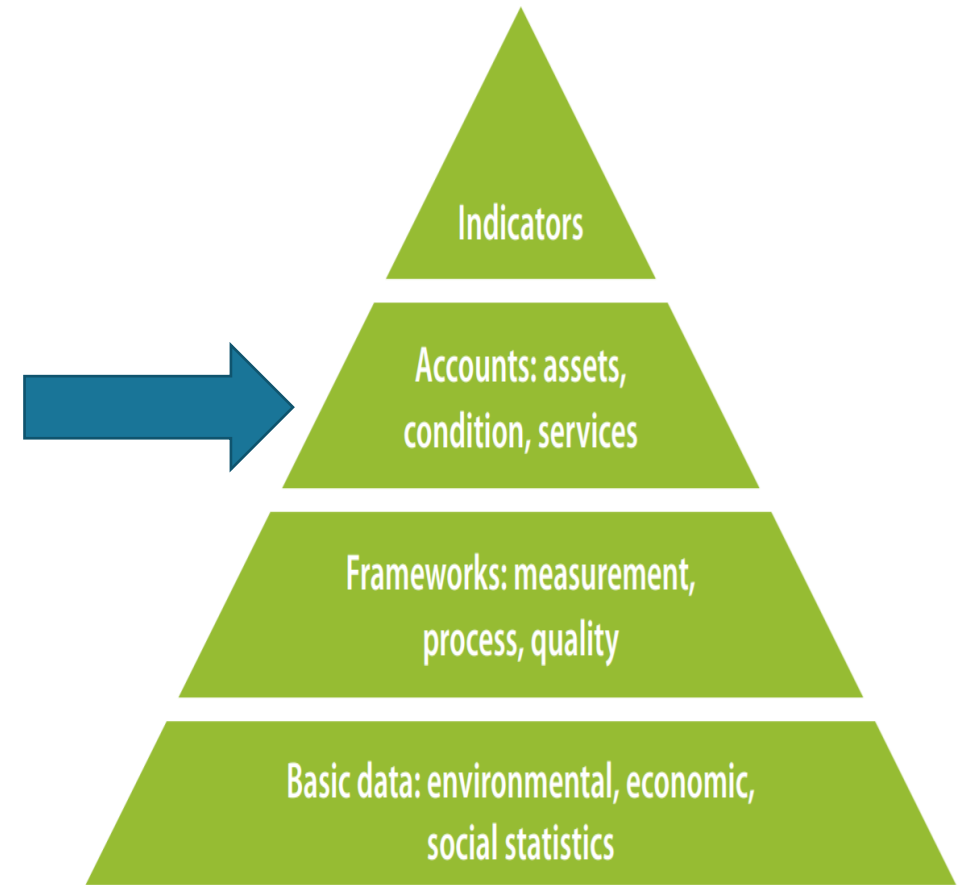 Indicators
Accounts: assets,
condition, services
Frameworks: measurement,
process, quality
Basic data: environmental, economic,
social statistics